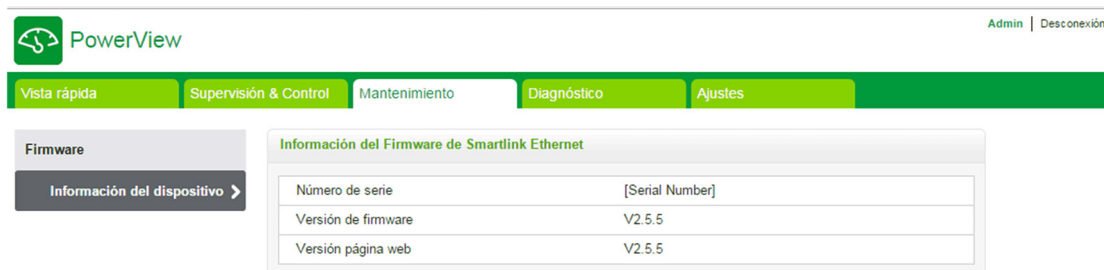 PowerView
Admin | Desconexión
Vista rápida Supervisión & Control Mantenimiento Diagnóstico Ajustes
Firmware
Información del dispositivo
Información del Firmware de Smartlink Ethernet
Número de serie [Serial Number]
Versión de firmware V2.5.5
Versión página web V2.5.5